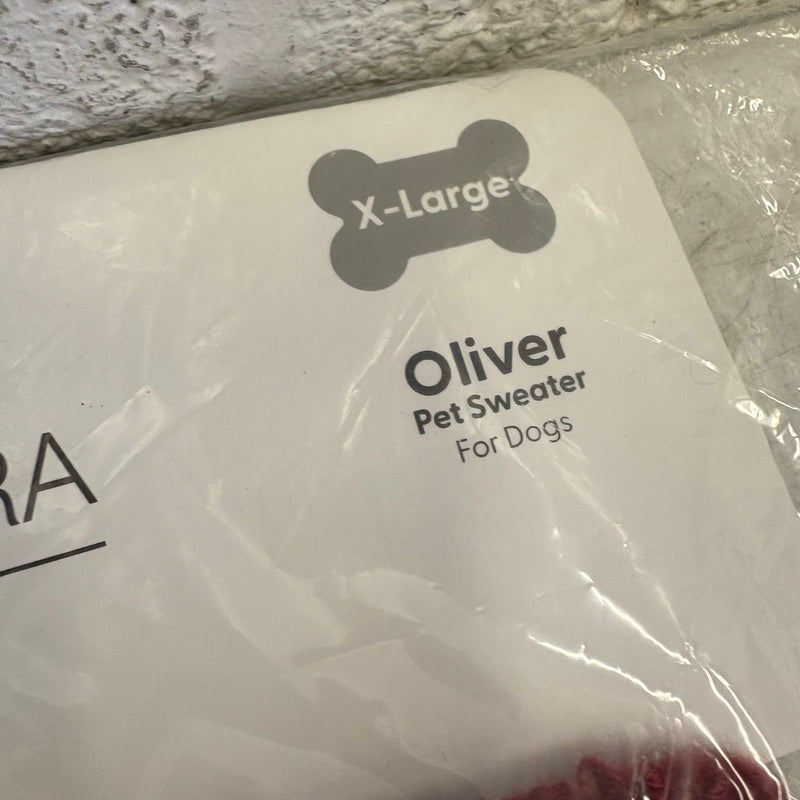 X-Large
Oliver
Pet Sweater
For Dogs
RA